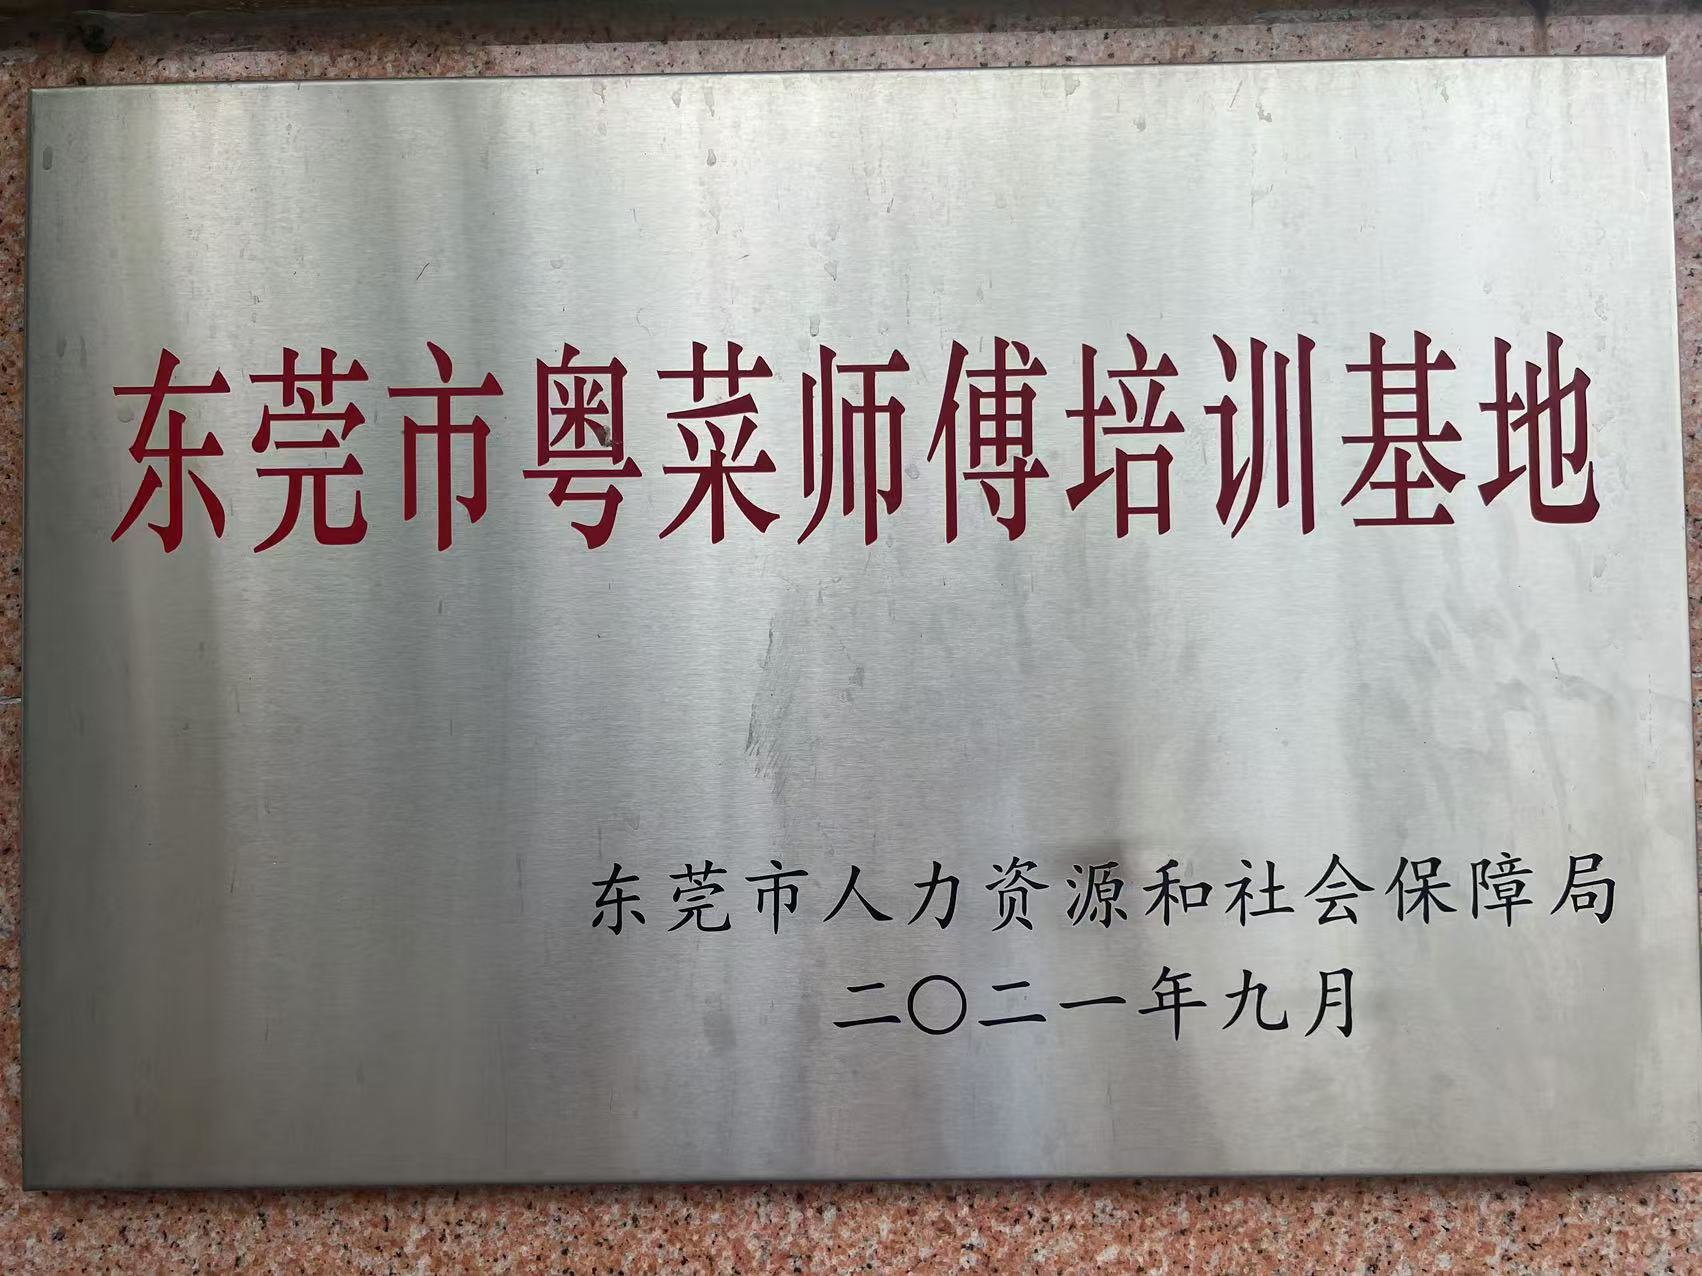 东莞市粤菜师傅培训基地
东莞市人力资源和社会保障局
二〇二一年九月